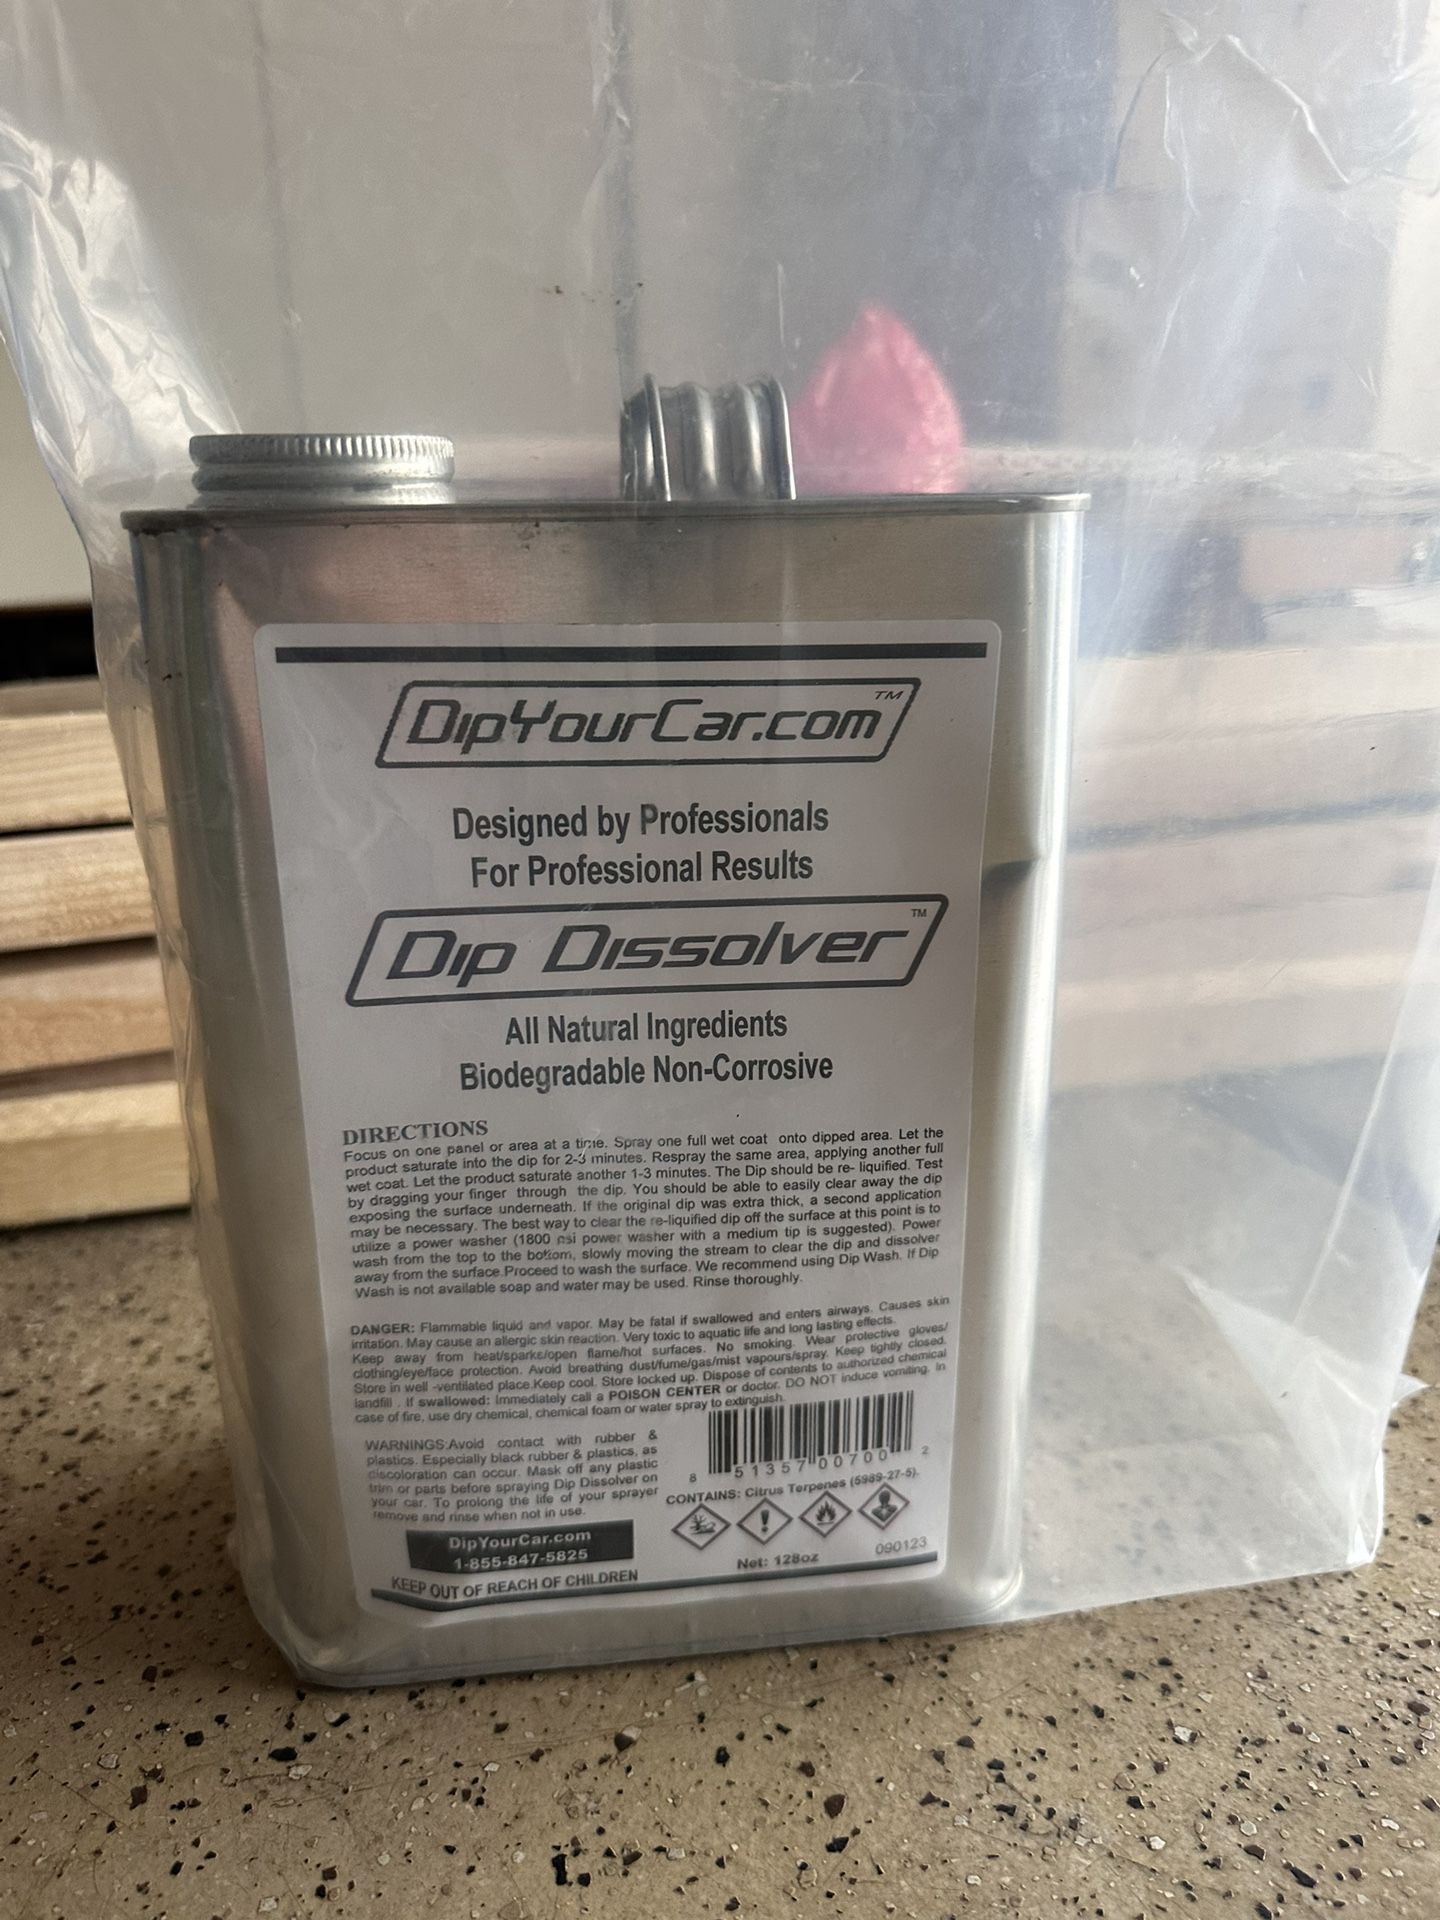 DipYourCar.com™
Designed by Professionals
For Professional Results
Dip Dissolver™
All Natural Ingredients
Biodegradable Non-Corrosive
DIRECTIONS
Focus on one panel or area at a time. Spray one full wet coat onto dipped area. Let the
product saturate into the dip for 2-3 minutes. Respray the same area, applying another full
wet coat. Let the product saturate another 1-3 minutes. The Dip should be re- liquified. Test
by dragging your finger through the dip. You should be able to easily clear away the dip
exposing the surface underneath. If the original dip was extra thick, a second application
may be necessary. The best way to clear the re-liquified dip off the surface at this point is to
utilize a power washer (1800 psi power washer with a medium tip is suggested). Power
wash from the top to the bottom, slowly moving the stream to clear the dip and dissolver
away from the surface.Proceed to wash the surface. We recommend using Dip Wash. If Dip
Wash is not available soap and water may be used. Rinse thoroughly.
DANGER: Flammable liquid and vapor. May be fatal if swallowed and enters airways. Causes skin
irritation. May cause an allergic skin reaction. Very toxic to aquatic life and long lasting effects.
Keep away from heat/sparks/open flame/hot surfaces. No smoking. Wear protective gloves/
clothing/eye/face protection. Avoid breathing dust/fume/gas/mist vapours/spray. Keep tightly closed.
Store in well -ventilated place.Keep cool. Store locked up. Dispose of contents to authorized chemical
landfill . If swallowed: Immediately call a POISON CENTER or doctor. DO NOT induce vomiting. In
case of fire, use dry chemical, chemical foam or water spray to extinguish.
WARNINGS:Avoid contact with rubber &
plastics. Especially black rubber & plastics, as
discoloration can occur. Mask off any plastic
trim or parts before spraying Dip Dissolver on
your car. To prolong the life of your sprayer
remove and rinse when not in use.
8 51357 00700 2
CONTAINS: Citrus Terpenes (5989-27-5).
DipYourCar.com
1-855-847-5825
KEEP OUT OF REACH OF CHILDREN
Net: 128oz
090123